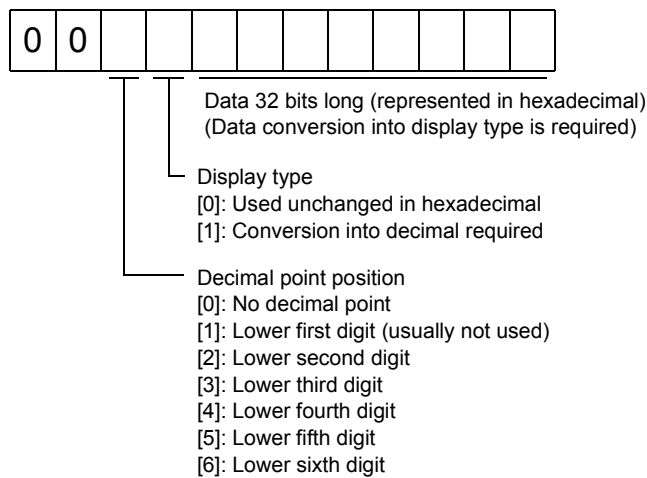 0 0
Data 32 bits long (represented in hexadecimal)
(Data conversion into display type is required)
Display type
[0]: Used unchanged in hexadecimal
[1]: Conversion into decimal required
Decimal point position
[0]: No decimal point
[1]: Lower first digit (usually not used)
[2]: Lower second digit
[3]: Lower third digit
[4]: Lower fourth digit
[5]: Lower fifth digit
[6]: Lower sixth digit